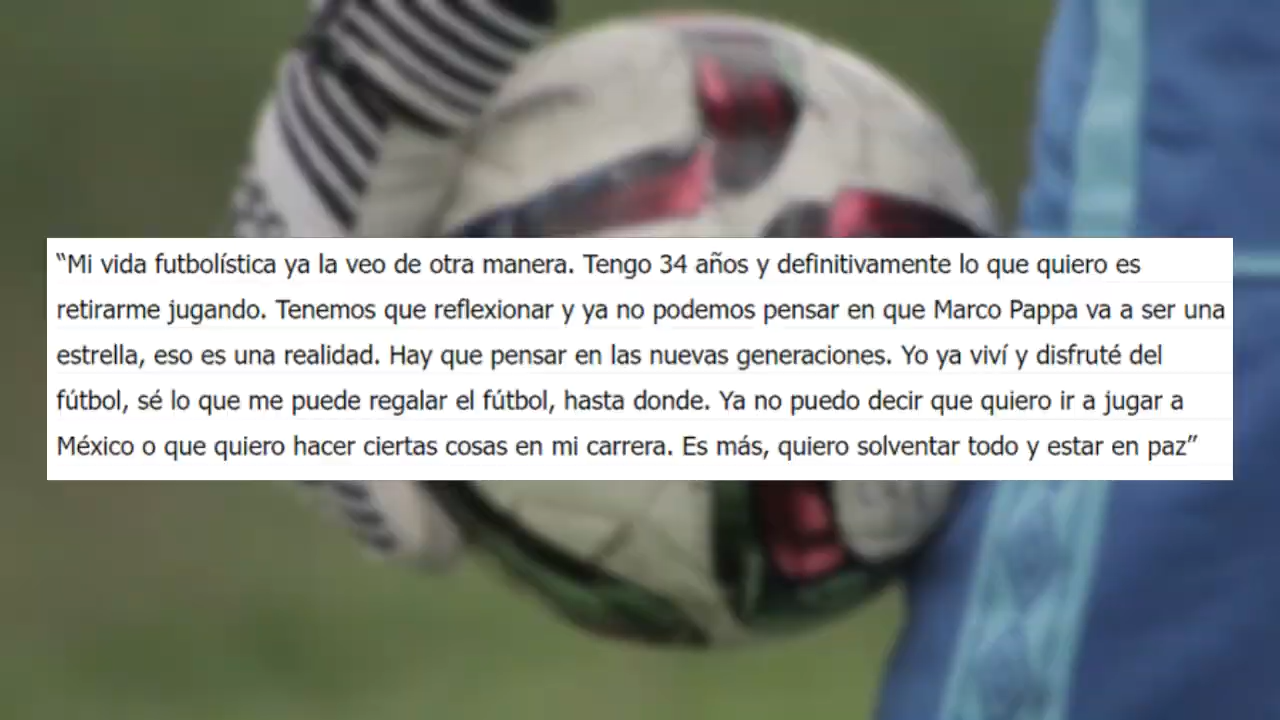 “Mi vida futbolística ya la veo de otra manera. Tengo 34 años y definitivamente lo que quiero es
retirarme jugando. Tenemos que reflexionar y ya no podemos pensar en que Marco Pappa va a ser una
estrella, eso es una realidad. Hay que pensar en las nuevas generaciones. Yo ya viví y disfruté del
fútbol, sé lo que me puede regalar el fútbol, hasta donde. Ya no puedo decir que quiero ir a jugar a
México o que quiero hacer ciertas cosas en mi carrera. Es más, quiero solventar todo y estar en paz”